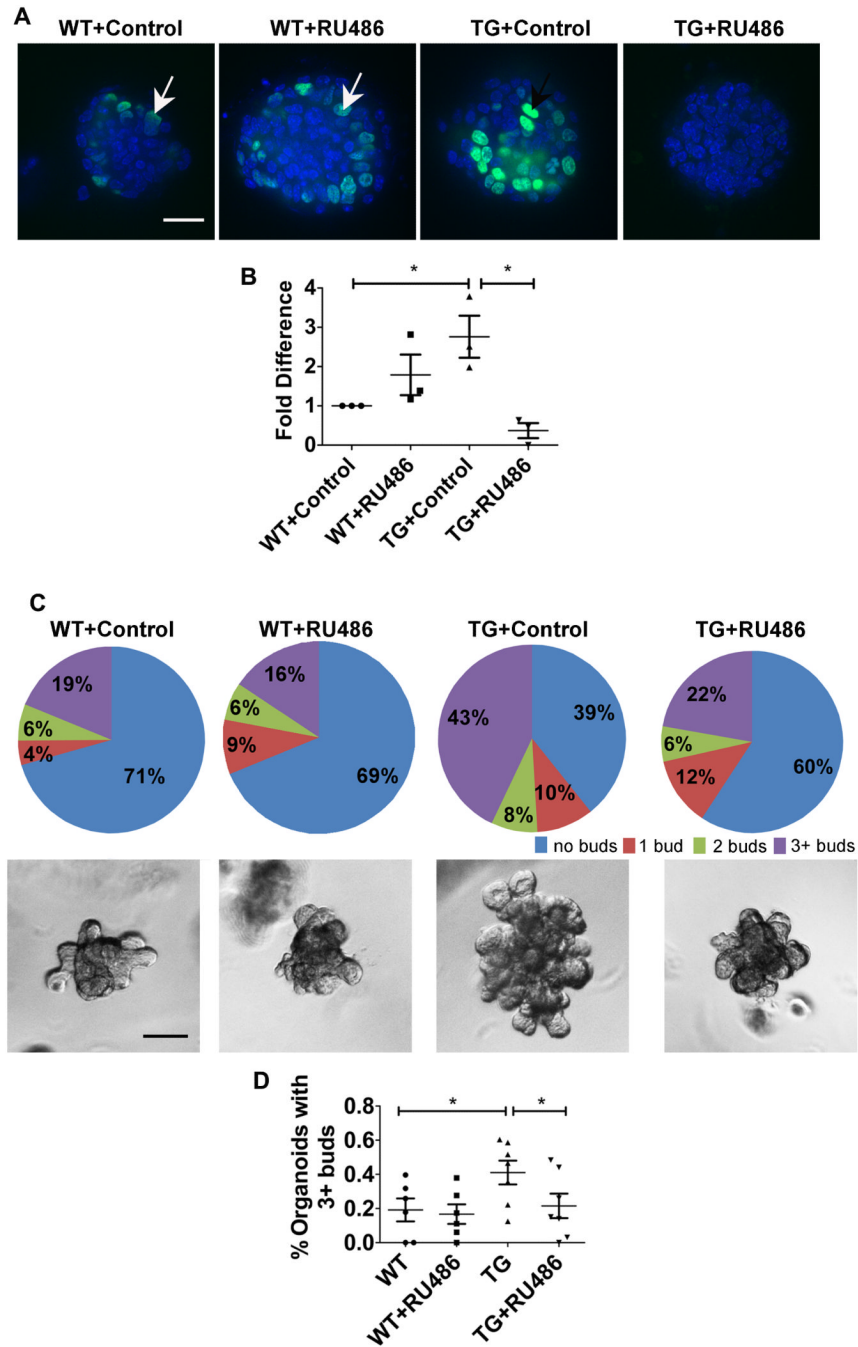 A
WT+Control WT+RU486 TG+Control TG+RU486
B
Fold Difference
4
3
2
1
0
* *
WT+Control WT+RU486 TG+Control TG+RU486
C
WT+Control WT+RU486 TG+Control TG+RU486
19% 6% 4% 71%
16% 6% 9% 69%
43% 39% 10% 8%
22% 6% 12% 60%
no buds 1 bud 2 buds 3+ buds
D
% Organoids with
3+ buds
0.8
0.6
0.4
0.2
0.0
* *
WT WT+RU486 TG TG+RU486